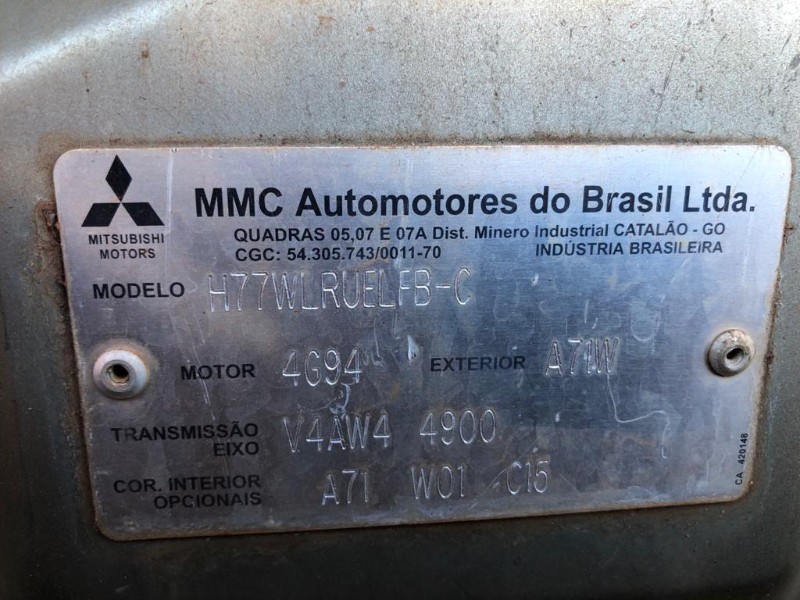 MITSUBISHI
MOTORS
MMC Automotores do Brasil Ltda.
QUADRAS 05,07 E 07A Dist. Minero Industrial CATALÃO - GO
CGC: 54.305.743/0011-70 INDÚSTRIA BRASILEIRA
MODELO H77WLRUELFB-C
MOTOR 4G94 EXTERIOR A71W
TRANSMISSÃO
EIXO V4AW4 4900
COR. INTERIOR
OPCIONAIS A71 W01 C15
CA 420148